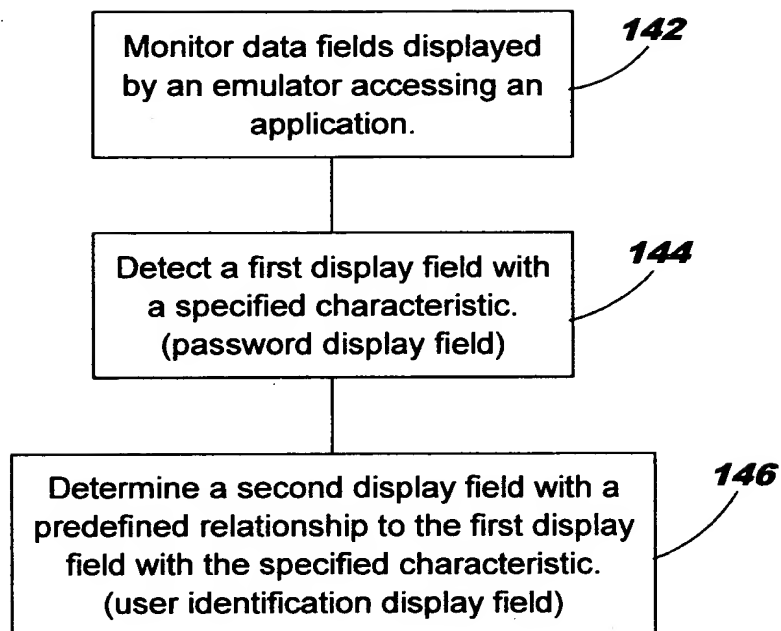 142
Monitor data fields displayed
by an emulator accessing an
application.
144
Detect a first display field with
a specified characteristic.
(password display field)
146
Determine a second display field with a
predefined relationship to the first display
field with the specified characteristic.
(user identification display field)